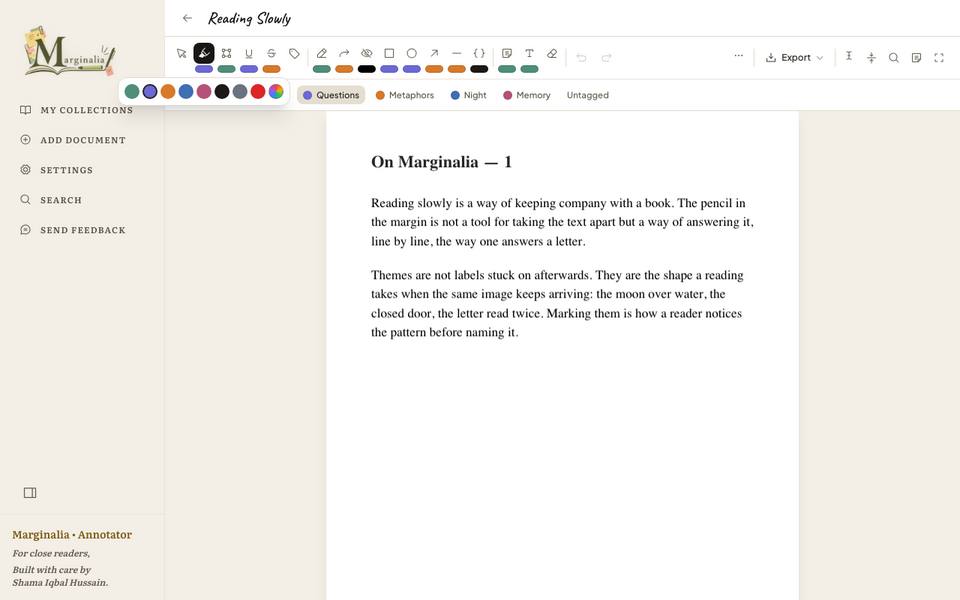 Marginalia
Reading Slowly
Export
MY COLLECTIONS
ADD DOCUMENT
SETTINGS
SEARCH
SEND FEEDBACK
Questions
Metaphors
Night
Memory
Untagged
On Marginalia — 1
Reading slowly is a way of keeping company with a book. The pencil in
the margin is not a tool for taking the text apart but a way of answering it,
line by line, the way one answers a letter.
Themes are not labels stuck on afterwards. They are the shape a reading
takes when the same image keeps arriving: the moon over water, the
closed door, the letter read twice. Marking them is how a reader notices
the pattern before naming it.
Marginalia • Annotator
For close readers,
Built with care by
Shama Iqbal Hussain.